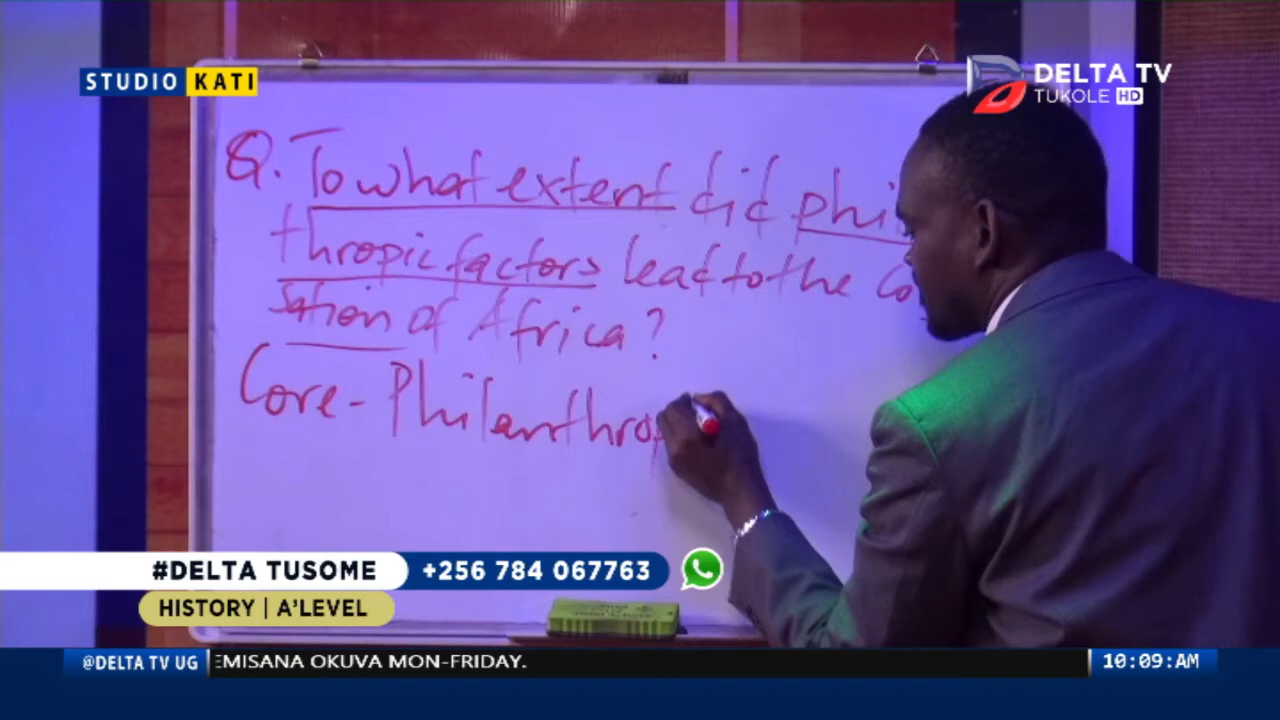 STUDIO KATI
DELTA TV
TUKOLE HD
Q. To what extent did phi
thropic factors lead to the Co
sation of Africa?
Core - Philanthrop
#DELTA TUSOME
+256 784 067763
HISTORY | A'LEVEL
@DELTA TV UG
EMISANA OKUVA MON-FRIDAY.
10:09:AM